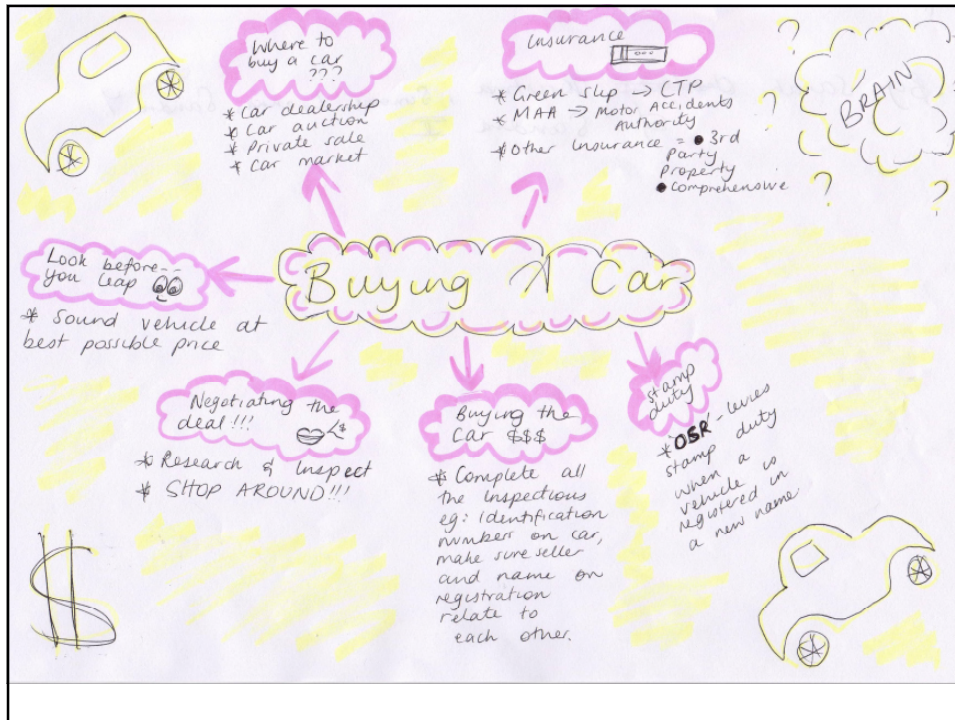 Where to
buy a car
???
* Car dealership
* Car auction
* Private sale
* Car market
Insurance
* Green slip → CTP
* MAA → Motor Accidents
Authority
* Other insurance = • 3rd
Party
Property
• Comprehensive
? ? ? ? ?
BRAIN
Buying A Car
Look before--
you leap
* Sound vehicle at
best possible price
Negotiating the
deal!!!
* Research & Inspect
* SHOP AROUND!!!
Buying the
Car $$$
* Complete all
the inspections
eg: identification
numbers on car,
make sure seller
and name on
registration
relate to
each other.
stamp
duty
* OSR - levies
stamp duty
when a
vehicle is
registered in
a new name
$